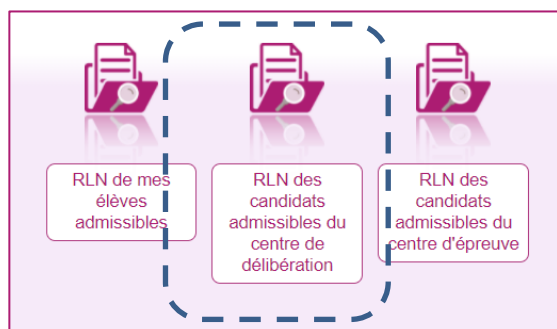 RLN de mes
élèves
admissibles
RLN des
candidats
admissibles du
centre de
délibération
RLN des
candidats
admissibles du
centre d'épreuve